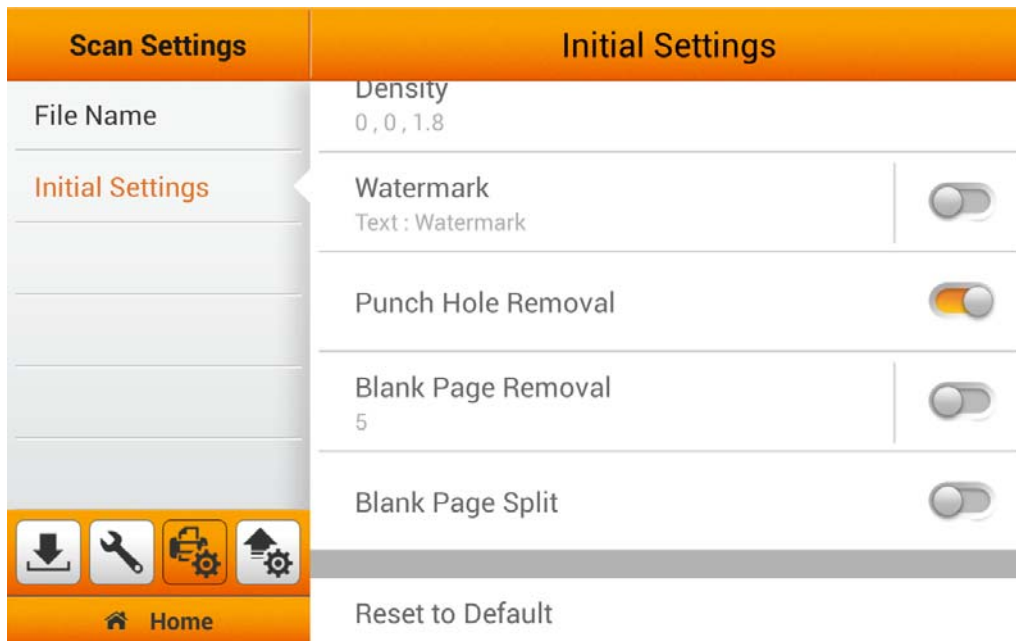 Scan Settings
Initial Settings
File Name
Initial Settings
Home
Density
0 , 0 , 1.8
Watermark
Text : Watermark
Punch Hole Removal
Blank Page Removal
5
Blank Page Split
Reset to Default